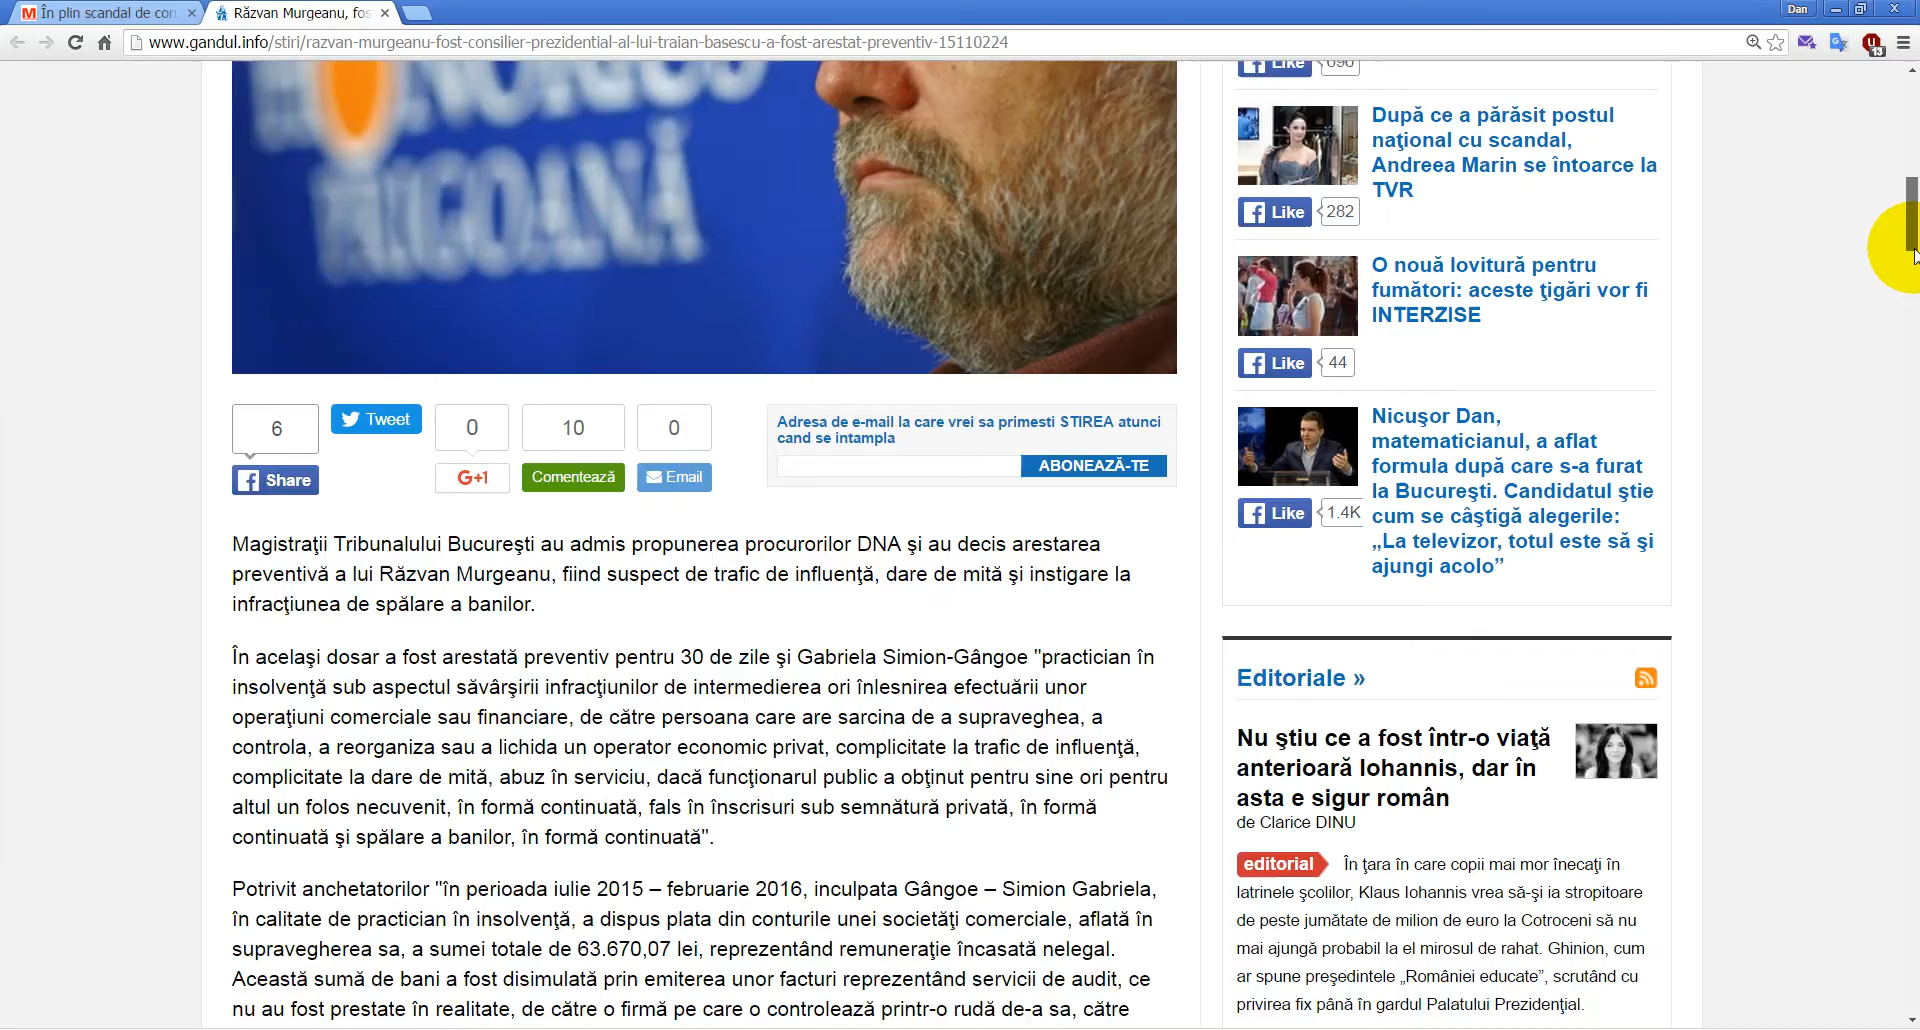 În plin scandal de coru
Răzvan Murgeanu, fos
Dan
www.gandul.info/stiri/razvan-murgeanu-fost-consilier-prezidential-al-lui-traian-basescu-a-fost-arestat-preventiv-15110224
13
MIŞCOANĂ
6
Share
Tweet
0
G+1
10
Comentează
0
Email
Adresa de e-mail la care vrei sa primesti STIREA atunci
cand se intampla
ABONEAZĂ-TE
Magistraţii Tribunalului Bucureşti au admis propunerea procurorilor DNA şi au decis arestarea
preventivă a lui Răzvan Murgeanu, fiind suspect de trafic de influenţă, dare de mită şi instigare la
infracţiunea de spălare a banilor.
În acelaşi dosar a fost arestată preventiv pentru 30 de zile şi Gabriela Simion-Gângoe "practician în
insolvenţă sub aspectul săvârşirii infracţiunilor de intermedierea ori înlesnirea efectuării unor
operaţiuni comerciale sau financiare, de către persoana care are sarcina de a supraveghea, a
controla, a reorganiza sau a lichida un operator economic privat, complicitate la trafic de influenţă,
complicitate la dare de mită, abuz în serviciu, dacă funcţionarul public a obţinut pentru sine ori pentru
altul un folos necuvenit, în formă continuată, fals în înscrisuri sub semnătură privată, în formă
continuată şi spălare a banilor, în formă continuată".
Potrivit anchetatorilor "în perioada iulie 2015 – februarie 2016, inculpata Gângoe – Simion Gabriela,
în calitate de practician în insolvenţă, a dispus plata din conturile unei societăţi comerciale, aflată în
supravegherea sa, a sumei totale de 63.670,07 lei, reprezentând remuneraţie încasată nelegal.
Această sumă de bani a fost disimulată prin emiterea unor facturi reprezentând servicii de audit, ce
nu au fost prestate în realitate, de către o firmă pe care o controlează printr-o rudă de-a sa, către
Like
696
După ce a părăsit postul
naţional cu scandal,
Andreea Marin se întoarce la
TVR
Like
282
O nouă lovitură pentru
fumători: aceste ţigări vor fi
INTERZISE
Like
44
Nicuşor Dan,
matematicianul, a aflat
formula după care s-a furat
la Bucureşti. Candidatul ştie
cum se câştigă alegerile:
„La televizor, totul este să şi
ajungi acolo”
Like
1.4K
Editoriale »
Nu ştiu ce a fost într-o viaţă
anterioară Iohannis, dar în
asta e sigur român
de Clarice DINU
editorial În ţara în care copii mai mor înecaţi în
latrinele şcolilor, Klaus Iohannis vrea să-şi ia stropitoare
de peste jumătate de milion de euro la Cotroceni să nu
mai ajungă probabil la el mirosul de rahat. Ghinion, cum
ar spune preşedintele „României educate”, scrutând cu
privirea fix până în gardul Palatului Prezidenţial.